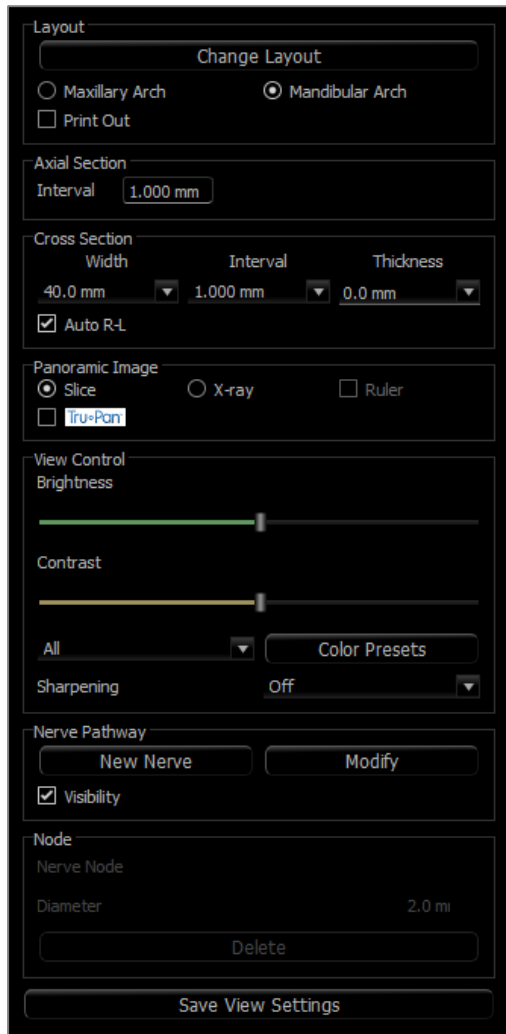 Layout
Change Layout
Maxillary Arch Mandibular Arch
Print Out
Axial Section
Interval 1.000 mm
Cross Section
Width Interval Thickness
40.0 mm 1.000 mm 0.0 mm
Auto R-L
Panoramic Image
Slice X-ray Ruler
Tru•Pan
View Control
Brightness
Contrast
All Color Presets
Sharpening Off
Nerve Pathway
New Nerve Modify
Visibility
Node
Nerve Node
Diameter 2.0 m
Delete
Save View Settings